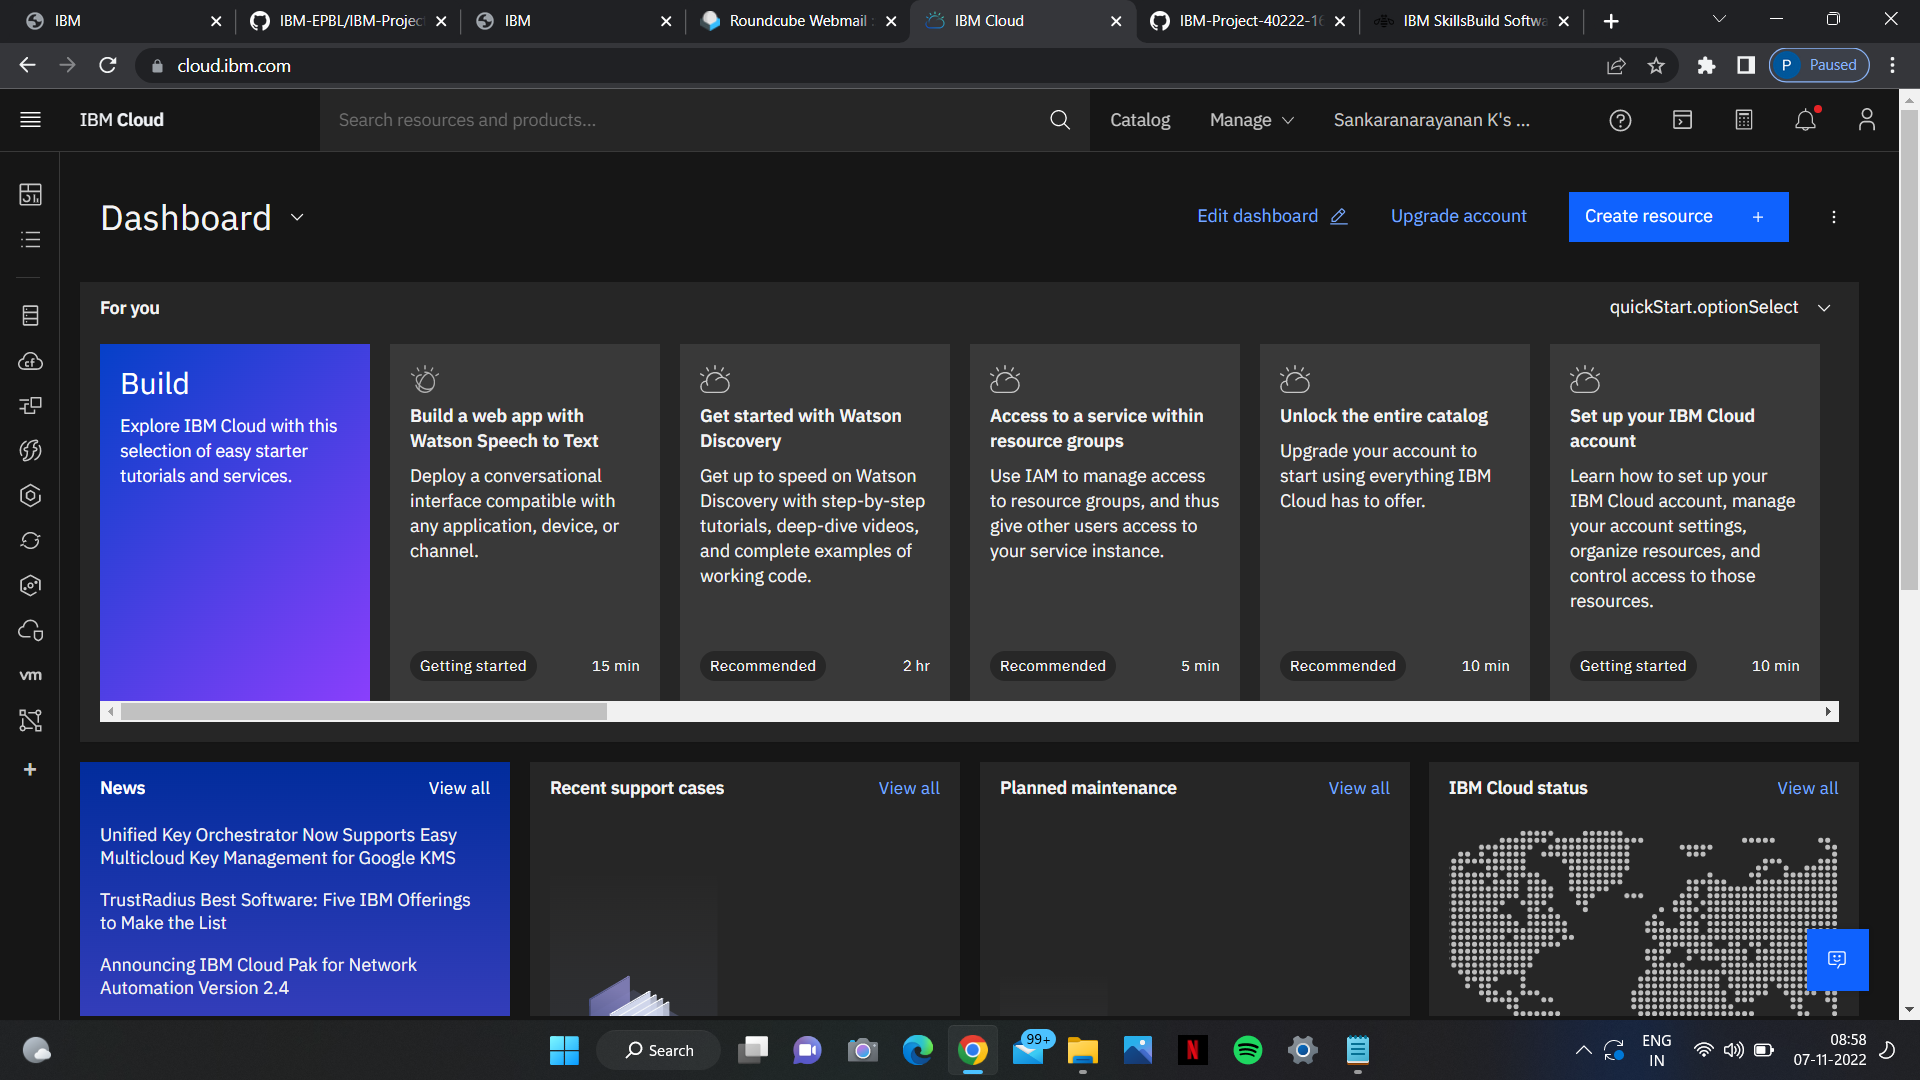 IBM
IBM-EPBL/IBM-Project
IBM
Roundcube Webmail :
IBM Cloud
IBM-Project-40222-16
IBM SkillsBuild Softwa
cloud.ibm.com
P
Paused
IBM Cloud
Search resources and products...
Catalog
Manage
Sankaranarayanan K's ...
Dashboard
Edit dashboard
Upgrade account
Create resource +
For you
quickStart.optionSelect
Build
Explore IBM Cloud with this
selection of easy starter
tutorials and services.
Build a web app with
Watson Speech to Text
Deploy a conversational
interface compatible with
any application, device, or
channel.
Getting started
15 min
Get started with Watson
Discovery
Get up to speed on Watson
Discovery with step-by-step
tutorials, deep-dive videos,
and complete examples of
working code.
Recommended
2 hr
Access to a service within
resource groups
Use IAM to manage access
to resource groups, and thus
give other users access to
your service instance.
Recommended
5 min
Unlock the entire catalog
Upgrade your account to
start using everything IBM
Cloud has to offer.
Recommended
10 min
Set up your IBM Cloud
account
Learn how to set up your
IBM Cloud account, manage
your account settings,
organize resources, and
control access to those
resources.
Getting started
10 min
cf
vm
News
View all
Unified Key Orchestrator Now Supports Easy
Multicloud Key Management for Google KMS
TrustRadius Best Software: Five IBM Offerings
to Make the List
Announcing IBM Cloud Pak for Network
Automation Version 2.4
Recent support cases
View all
Planned maintenance
View all
IBM Cloud status
View all
Search
99+
N
ENG
IN
08:58
07-11-2022